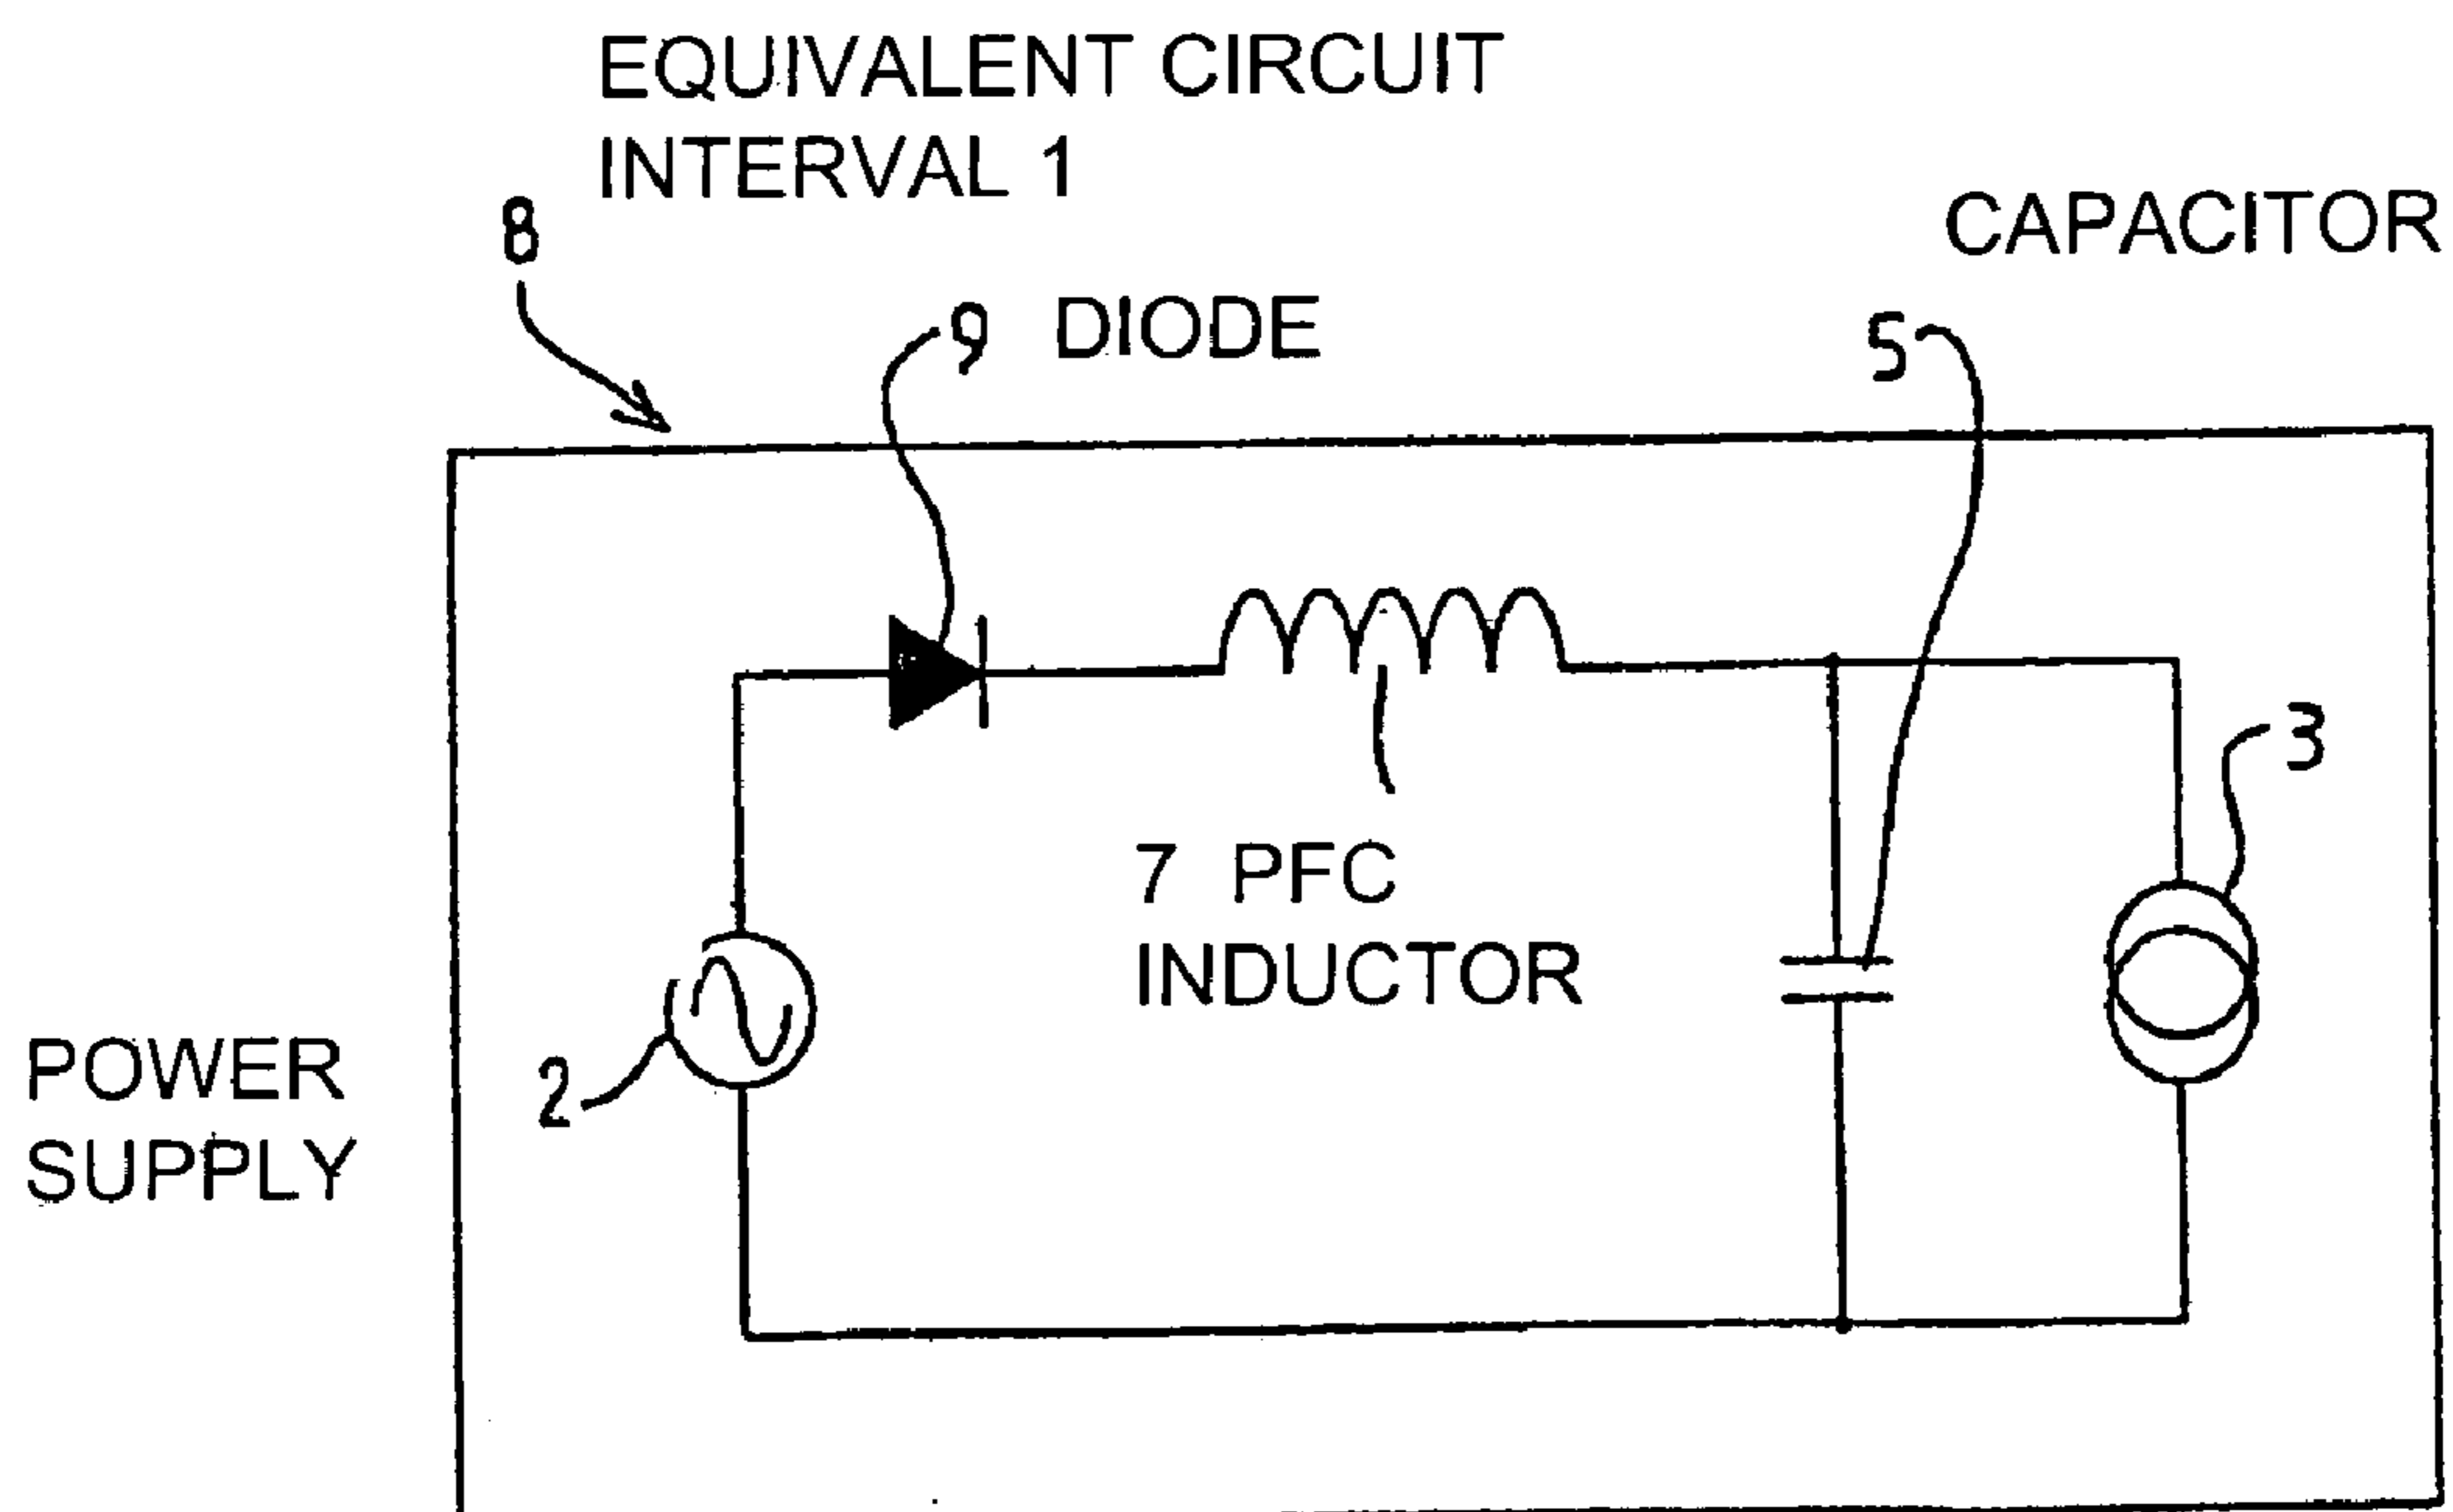 EQUIVALENT CIRCUIT
INTERVAL 1
8
CAPACITOR
9 DIODE
5
3
7 PFC
INDUCTOR
POWER
SUPPLY
2